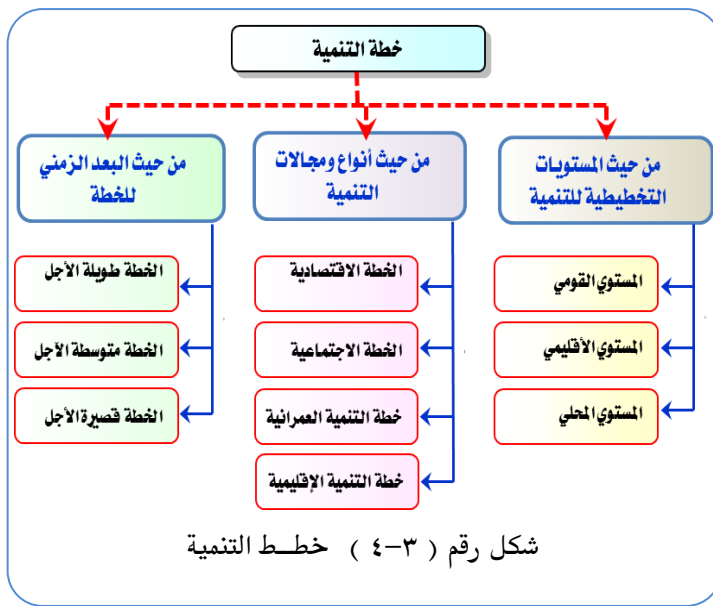 خطة التنمية
من حيث المستويات
التخطيطية للتنمية
المستوي القومي
المستوي الأقليمي
المستوي المحلي
من حيث أنواع ومجالات
التنمية
الخطة الاقتصادية
الخطة الاجتماعية
خطة التنمية العمرانية
خطة التنمية الإقليمية
من حيث البعد الزمني
للخطة
الخطة طويلة الأجل
الخطة متوسطة الآجل
الخطة قصيرة الأجل
شكل رقم ( ٣-٤ ) خطــط التنمية